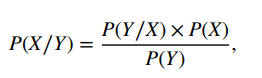 P(X/Y) = P(Y/X) × P(X) / P(Y),